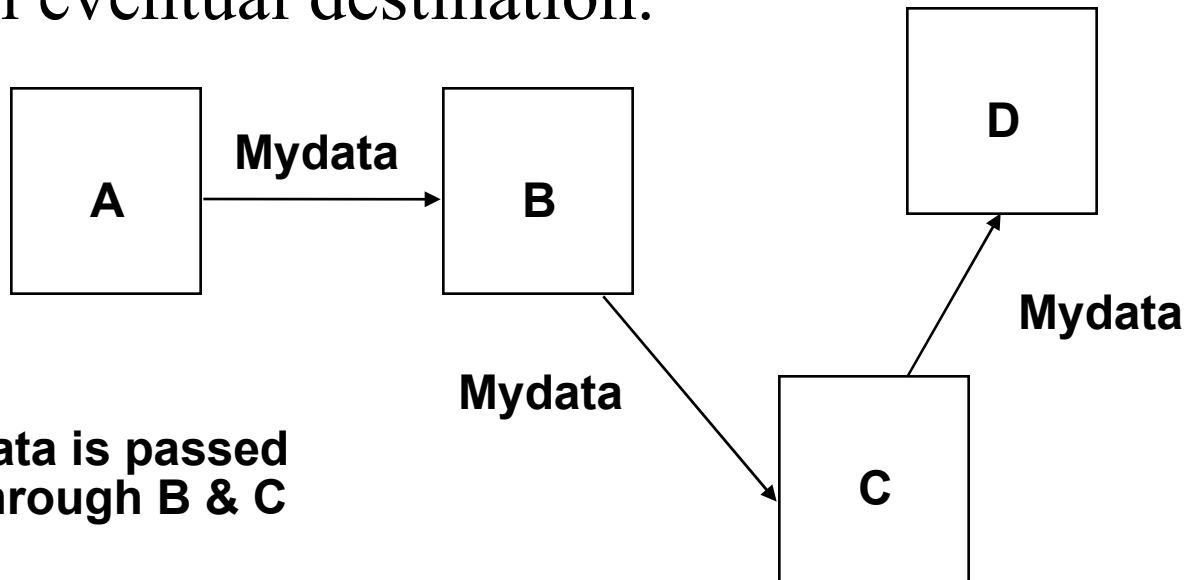 eventual destination.
D
Mydata
A
B
Mydata
Mydata
ata is passed
hrough B & C
C